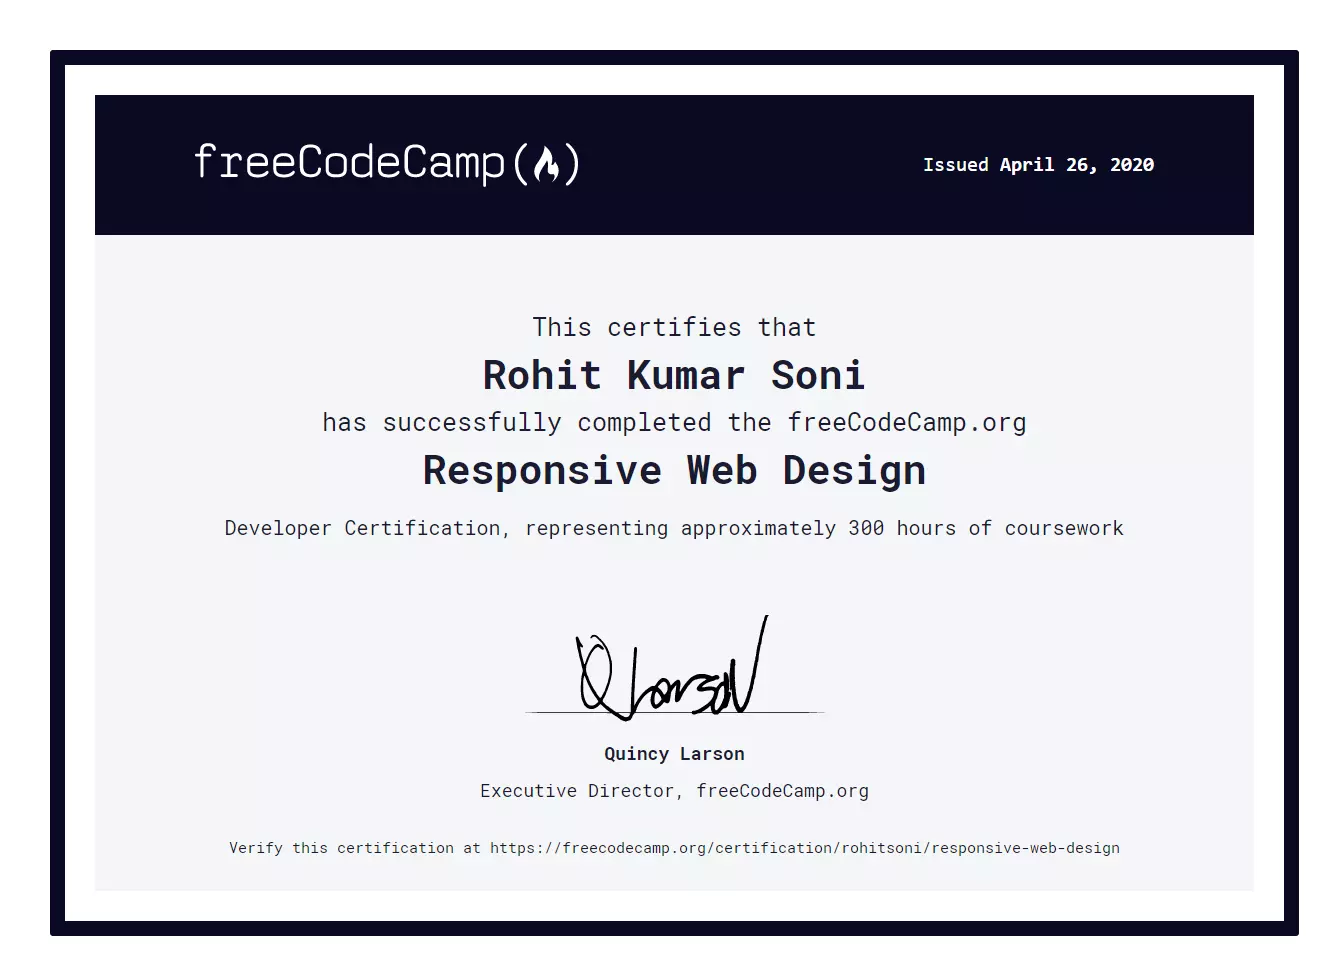 freeCodeCamp(🔥)
Issued April 26, 2020
This certifies that
Rohit Kumar Soni
has successfully completed the freeCodeCamp.org
Responsive Web Design
Developer Certification, representing approximately 300 hours of coursework
Q Larson
Quincy Larson
Executive Director, freeCodeCamp.org
Verify this certification at https://freecodecamp.org/certification/rohitsoni/responsive-web-design